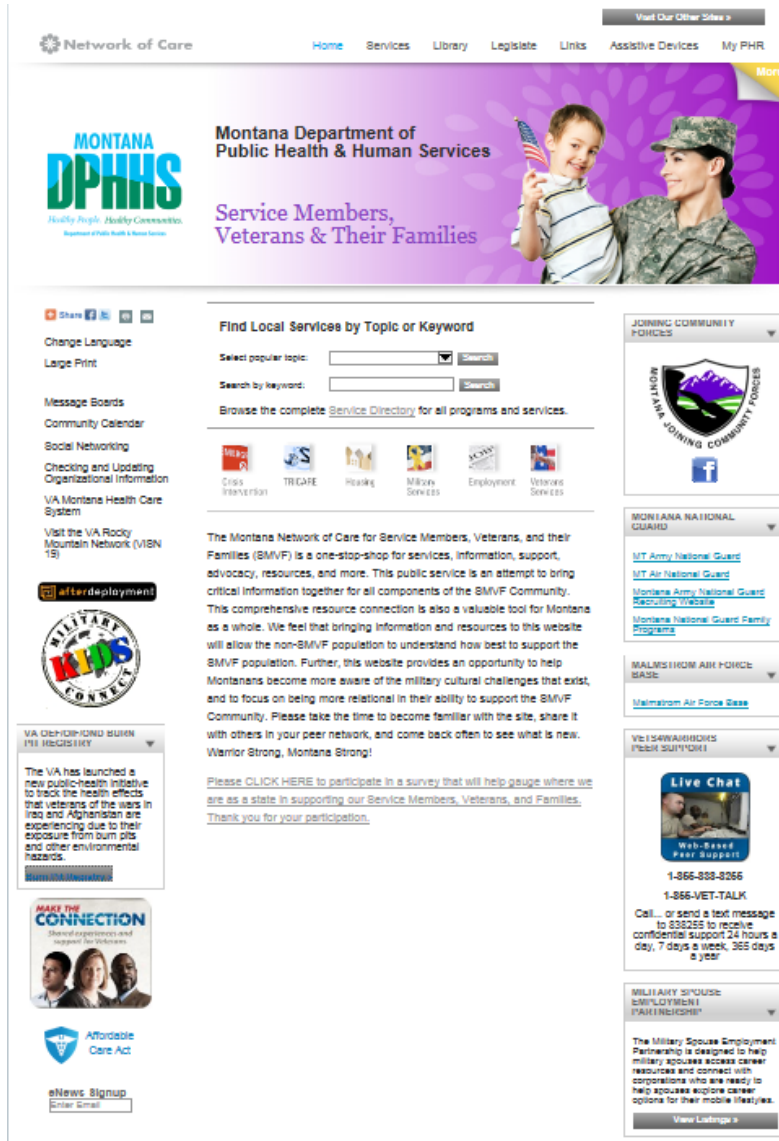 Visit Our Other Sites »
Network of Care
Home Services Library Legislate Links Assistive Devices My PHR
More
MONTANA
DPHHS
Healthy People. Healthy Communities.
Department of Public Health & Human Services
Montana Department of
Public Health & Human Services
Service Members,
Veterans & Their Families
Share
Change Language
Large Print
Message Boards
Community Calendar
Social Networking
Checking and Updating
Organizational Information
VA Montana Health Care
System
Visit the VA Rocky
Mountain Network (VISN
19)
afterdeployment
MILITARY
KIDS
CONNECT
VA OEF/OIF/OND BURN
PIT REGISTRY
The VA has launched a
new public-health initiative
to track the health effects
that veterans of the wars in
Iraq and Afghanistan are
experiencing due to their
exposure from burn pits
and other environmental
hazards.
Burn Pit Registry »
MAKE THE
CONNECTION
Shared experiences and
support for Veterans
Affordable
Care Act
eNews Signup
Enter Email
Find Local Services by Topic or Keyword
Select popular topic:
Search
Search by keyword:
Search
Browse the complete Service Directory for all programs and services.
Crisis
Intervention
TRICARE
Housing
Military
Services
Employment
Veterans
Services
The Montana Network of Care for Service Members, Veterans, and their
Families (SMVF) is a one-stop-shop for services, information, support,
advocacy, resources, and more. This public service is an attempt to bring
critical information together for all components of the SMVF Community.
This comprehensive resource connection is also a valuable tool for Montana
as a whole. We feel that bringing information and resources to this website
will allow the non-SMVF population to understand how best to support the
SMVF population. Further, this website provides an opportunity to help
Montanans become more aware of the military cultural challenges that exist,
and to focus on being more relational in their ability to support the SMVF
Community. Please take the time to become familiar with the site, share it
with others in your peer network, and come back often to see what is new.
Warrior Strong, Montana Strong!
Please CLICK HERE to participate in a survey that will help gauge where we
are as a state in supporting our Service Members, Veterans, and Families.
Thank you for your participation.
JOINING COMMUNITY
FORCES
MONTANA JOINING COMMUNITY FORCES
MONTANA NATIONAL
GUARD
MT Army National Guard
MT Air National Guard
Montana Army National Guard
Recruiting Website
Montana National Guard Family
Programs
MALMSTROM AIR FORCE
BASE
Malmstrom Air Force Base
VETS4WARRIORS
PEER SUPPORT
Live Chat
Web-Based
Peer Support
1-855-838-8255
1-855-VET-TALK
Call... or send a text message
to 838255 to receive
confidential support 24 hours a
day, 7 days a week, 365 days
a year
MILITARY SPOUSE
EMPLOYMENT
PARTNERSHIP
The Military Spouse Employment
Partnership is designed to help
military spouses access career
resources and connect with
corporations who are ready to
help spouses explore career
options for their mobile lifestyles.
View Listings »